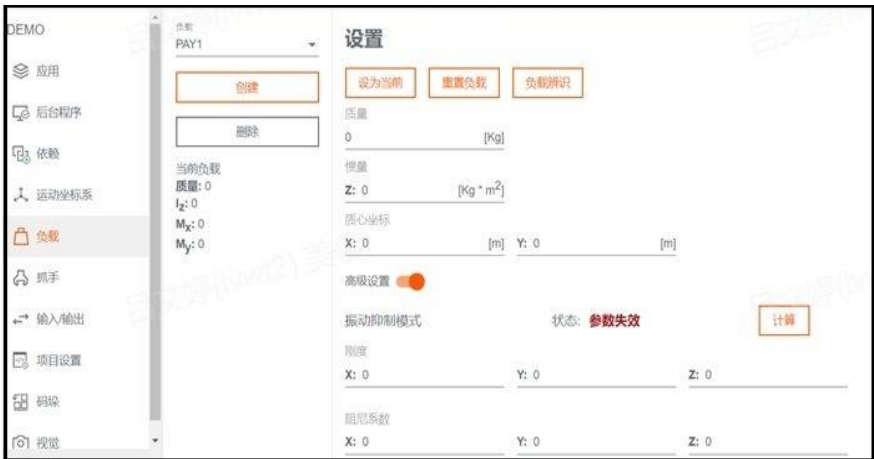 DEMO
应用
后台程序
依赖
运动坐标系
负载
抓手
输入/输出
项目设置
码垛
视觉
负载
PAY1
创建
删除
当前负载
质量: 0
Iz: 0
Mx: 0
My: 0
设置
设为当前 重置负载 负载辨识
质量
0 [Kg]
惯量
Z: 0 [Kg * m²]
质心坐标
X: 0 [m] Y: 0 [m]
高级设置
振动抑制模式 状态: 参数失效 计算
刚度
X: 0 Y: 0 Z: 0
阻尼系数
X: 0 Y: 0 Z: 0